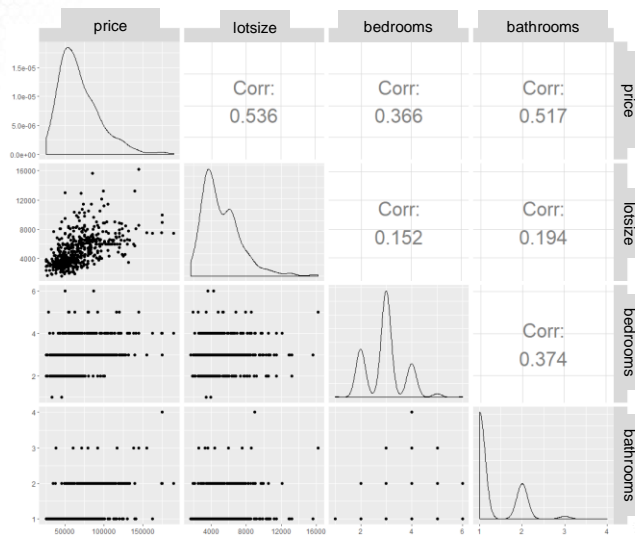 price lotsize bedrooms bathrooms
1.5e-05
1.0e-05
5.0e-06
0.0e+00
Corr:
0.536
Corr:
0.366
Corr:
0.517
price
16000
12000
8000
4000
Corr:
0.152
Corr:
0.194
lotsize
6
4
2
Corr:
0.374
bedrooms
4
3
2
1
bathrooms
50000 100000 150000 4000 8000 12000 16000 1 2 3 4 5 6 1 2 3 4